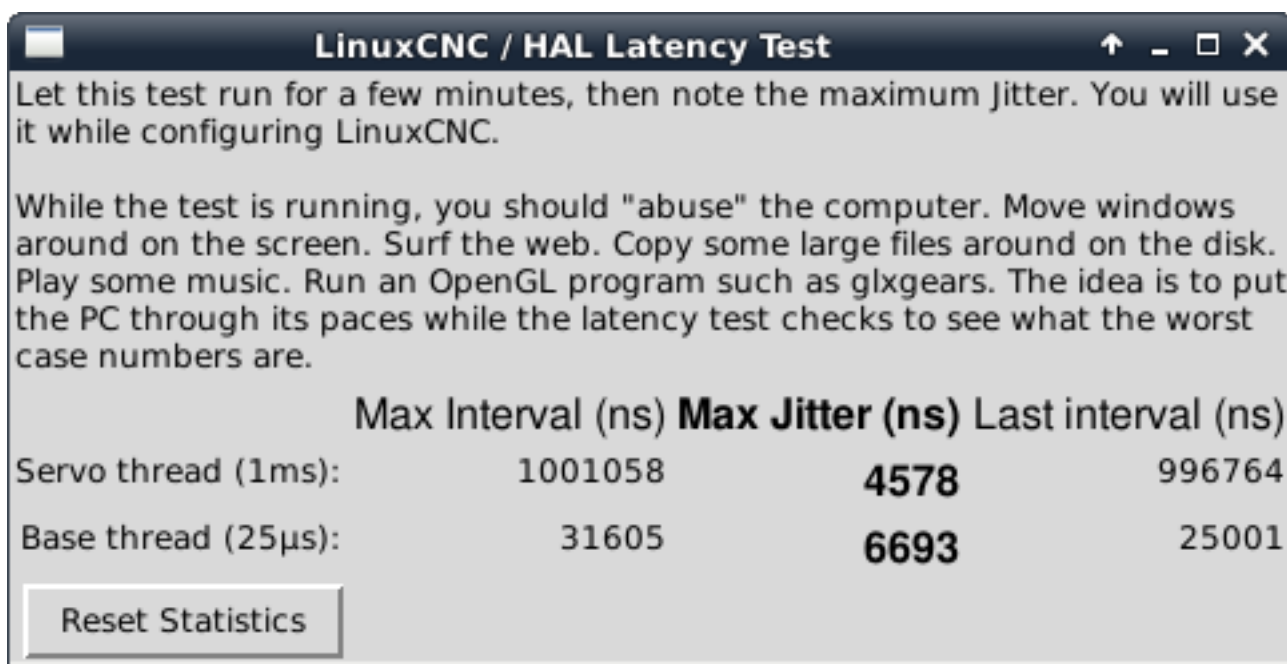 LinuxCNC / HAL Latency Test
Let this test run for a few minutes, then note the maximum Jitter. You will use
it while configuring LinuxCNC.
While the test is running, you should "abuse" the computer. Move windows
around on the screen. Surf the web. Copy some large files around on the disk.
Play some music. Run an OpenGL program such as glxgears. The idea is to put
the PC through its paces while the latency test checks to see what the worst
case numbers are.
Max Interval (ns) Max Jitter (ns) Last interval (ns)
Servo thread (1ms): 1001058 4578 996764
Base thread (25µs): 31605 6693 25001
Reset Statistics